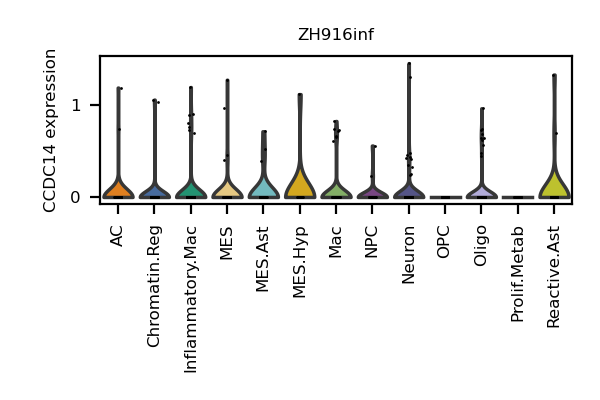 ZH916inf
CCDC14 expression
1
0
AC
Chromatin.Reg
Inflammatory.Mac
MES
MES.Ast
MES.Hyp
Mac
NPC
Neuron
OPC
Oligo
Prolif.Metab
Reactive.Ast